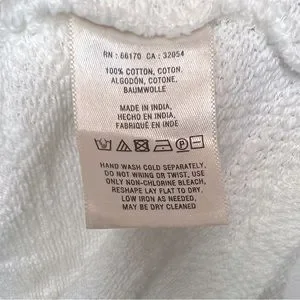 RN : 66170 CA : 32054
100% COTTON, COTON,
ALGODÓN, COTONE,
BAUMWOLLE
MADE IN INDIA,
HECHO EN INDIA,
FABRIQUÉ EN INDE
HAND WASH COLD SEPARATELY,
DO NOT WRING OR TWIST, USE
ONLY NON-CHLORINE BLEACH,
RESHAPE LAY FLAT TO DRY,
LOW IRON AS NEEDED,
MAY BE DRY CLEANED